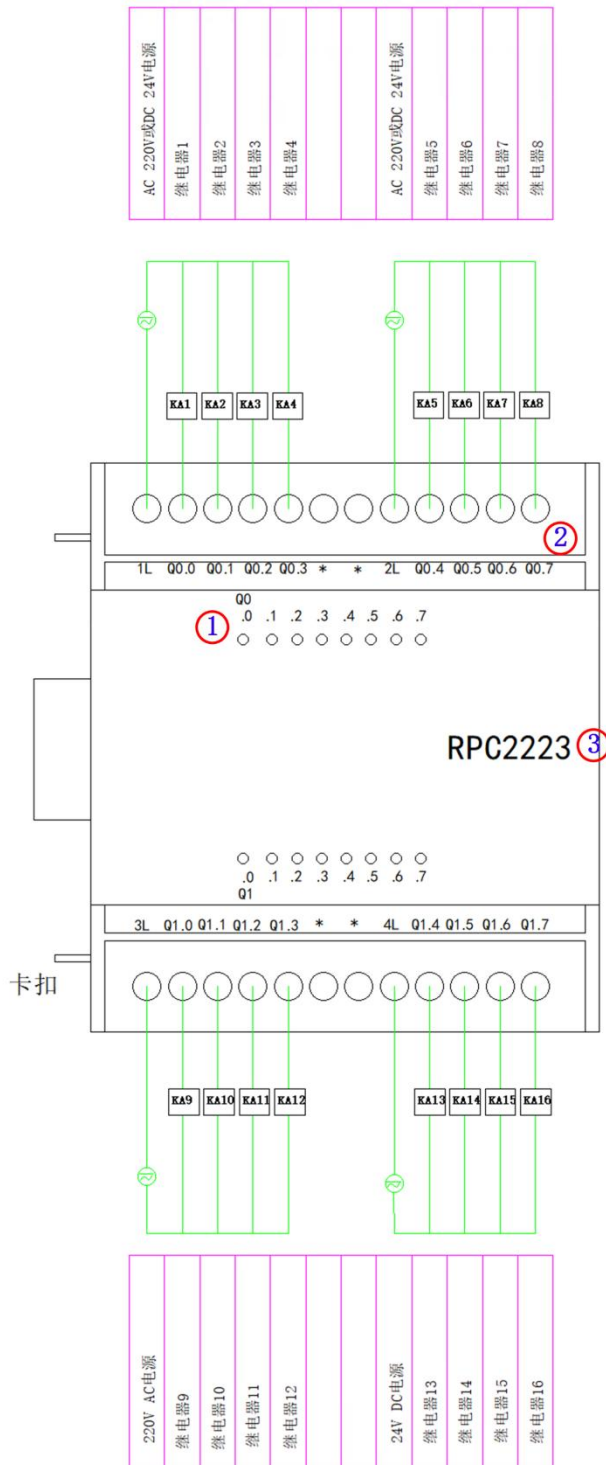 AC 220V或DC 24V电源
继电器1
继电器2
继电器3
继电器4
AC 220V或DC 24V电源
继电器5
继电器6
继电器7
继电器8
KA1 KA2 KA3 KA4 KA5 KA6 KA7 KA8
②
1L Q0.0 Q0.1 Q0.2 Q0.3 * * 2L Q0.4 Q0.5 Q0.6 Q0.7
Q0
① .0 .1 .2 .3 .4 .5 .6 .7
RPC2223 ③
.0 .1 .2 .3 .4 .5 .6 .7
Q1
3L Q1.0 Q1.1 Q1.2 Q1.3 * * 4L Q1.4 Q1.5 Q1.6 Q1.7
卡扣
KA9 KA10 KA11 KA12 KA13 KA14 KA15 KA16
220V AC电源
继电器9
继电器10
继电器11
继电器12
24V DC电源
继电器13
继电器14
继电器15
继电器16